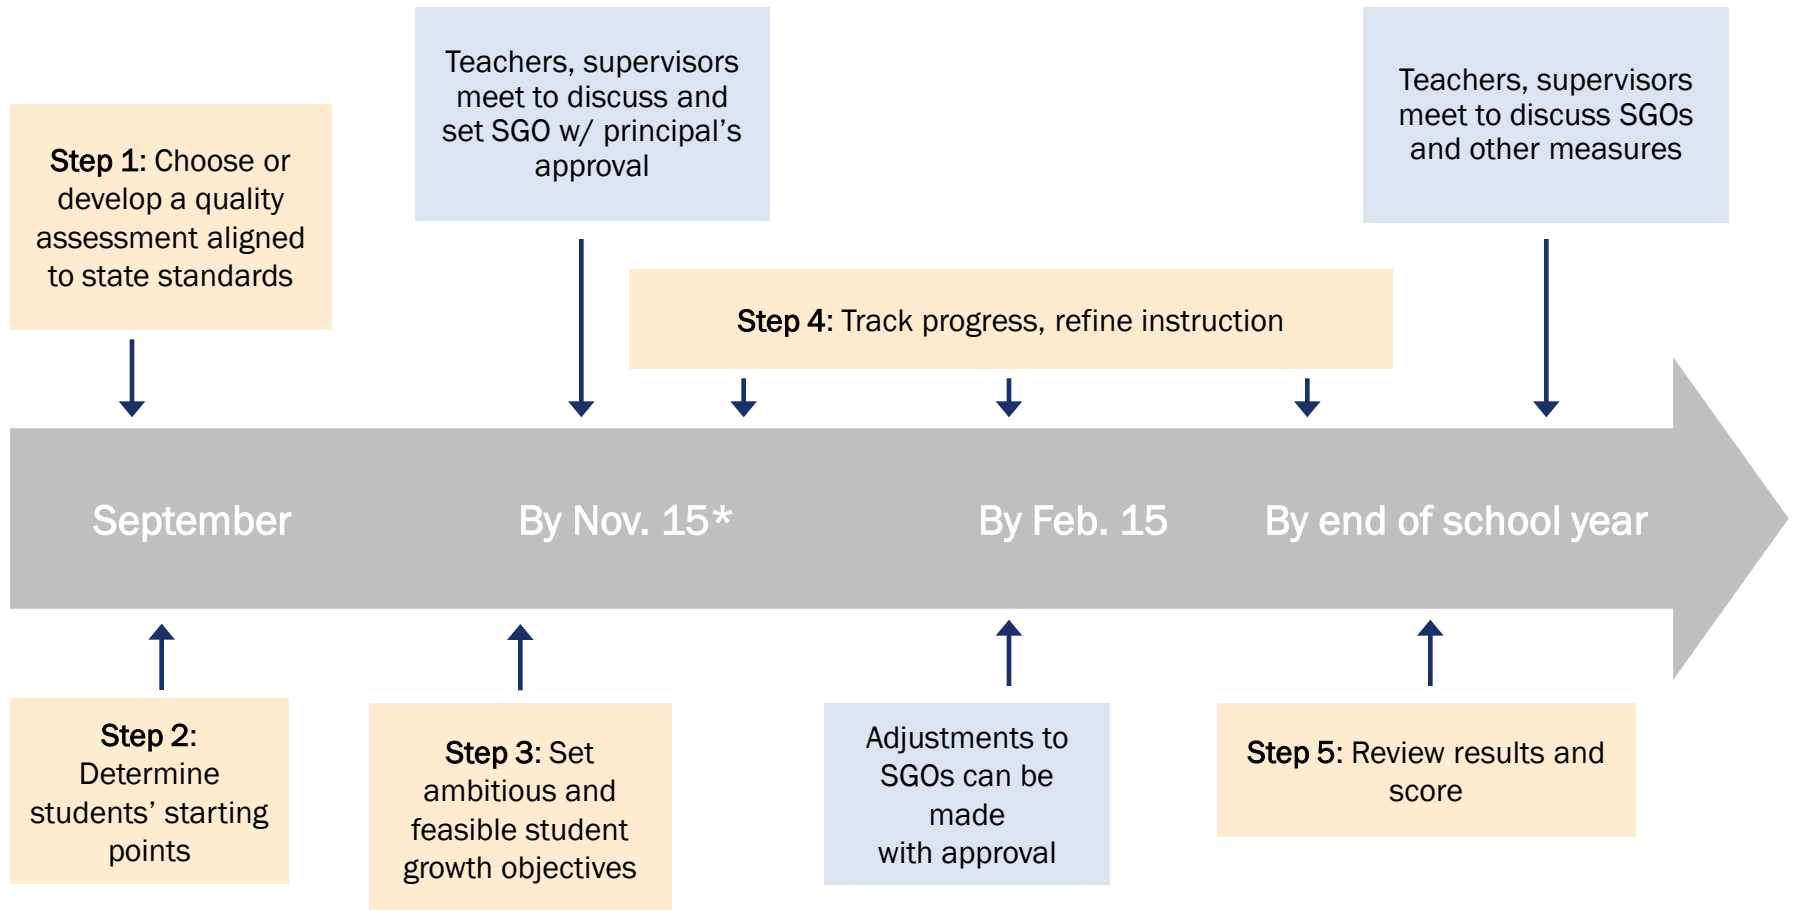 Teachers, supervisors
meet to discuss and
set SGO w/ principal’s
approval
Teachers, supervisors
meet to discuss SGOs
and other measures
Step 1: Choose or
develop a quality
assessment aligned
to state standards
Step 4: Track progress, refine instruction
September
By Nov. 15*
By Feb. 15
By end of school year
Step 2:
Determine
students’ starting
points
Step 3: Set
ambitious and
feasible student
growth objectives
Adjustments to
SGOs can be
made
with approval
Step 5: Review results and
score